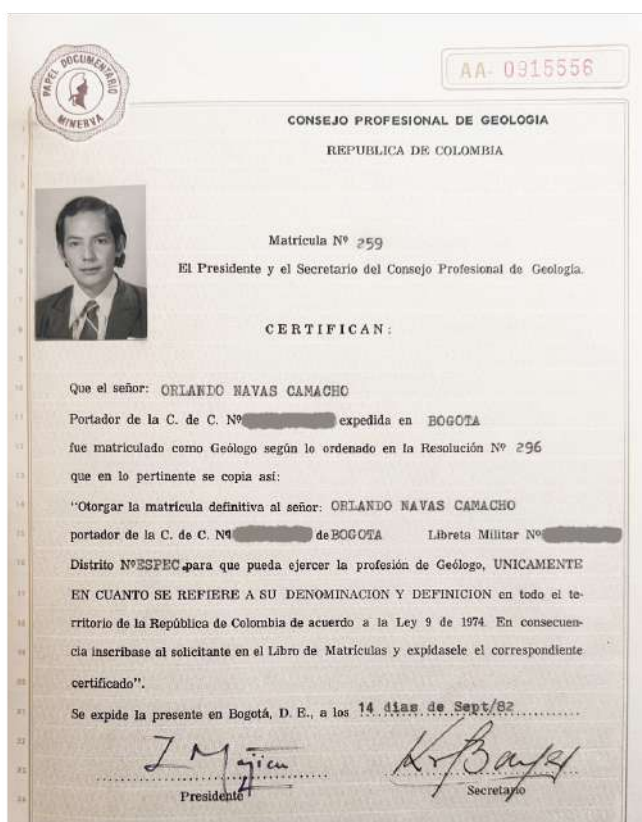 PAPEL DOCUMENTARIO
MINERVA
AA- 0915556
CONSEJO PROFESIONAL DE GEOLOGIA
REPUBLICA DE COLOMBIA
Matrícula Nº 259
El Presidente y el Secretario del Consejo Profesional de Geología.
CERTIFICAN:
Que el señor: ORLANDO NAVAS CAMACHO
Portador de la C. de C. Nº expedida en BOGOTA
fue matriculado como Geólogo según lo ordenado en la Resolución Nº 296
que en lo pertinente se copia así:
"Otorgar la matrícula definitiva al señor: ORLANDO NAVAS CAMACHO
portador de la C. de C. Nº de BOGOTA Libreta Militar Nº
Distrito Nº ESPEC. para que pueda ejercer la profesión de Geólogo, UNICAMENTE
EN CUANTO SE REFIERE A SU DENOMINACION Y DEFINICION en todo el te-
rritorio de la República de Colombia de acuerdo a la Ley 9 de 1974. En consecuen-
cia inscríbase al solicitante en el Libro de Matrículas y expídasele el correspondiente
certificado".
Se expide la presente en Bogotá, D. E., a los 14 dias de Sept/82
Presidente
Secretario